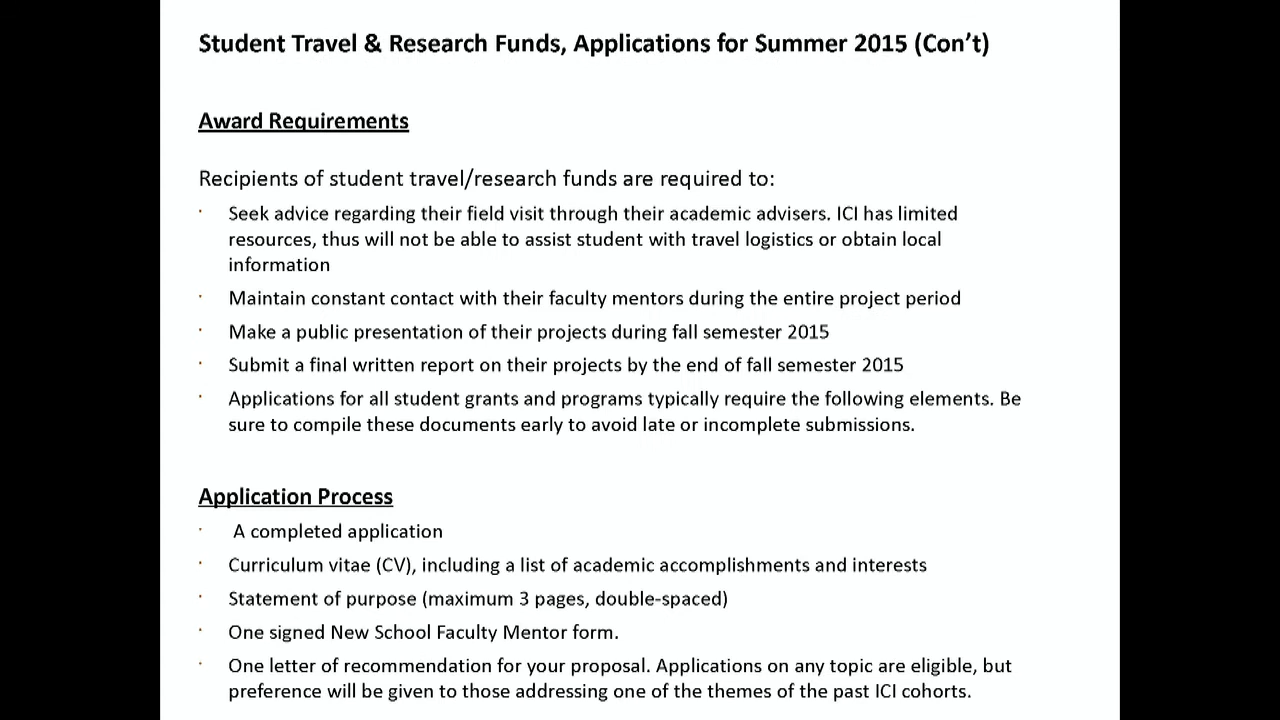 Student Travel & Research Funds, Applications for Summer 2015 (Con’t)
Award Requirements
Recipients of student travel/research funds are required to:
· Seek advice regarding their field visit through their academic advisers. ICI has limited
resources, thus will not be able to assist student with travel logistics or obtain local
information
· Maintain constant contact with their faculty mentors during the entire project period
· Make a public presentation of their projects during fall semester 2015
· Submit a final written report on their projects by the end of fall semester 2015
· Applications for all student grants and programs typically require the following elements. Be
sure to compile these documents early to avoid late or incomplete submissions.
Application Process
· A completed application
· Curriculum vitae (CV), including a list of academic accomplishments and interests
· Statement of purpose (maximum 3 pages, double-spaced)
· One signed New School Faculty Mentor form.
· One letter of recommendation for your proposal. Applications on any topic are eligible, but
preference will be given to those addressing one of the themes of the past ICI cohorts.